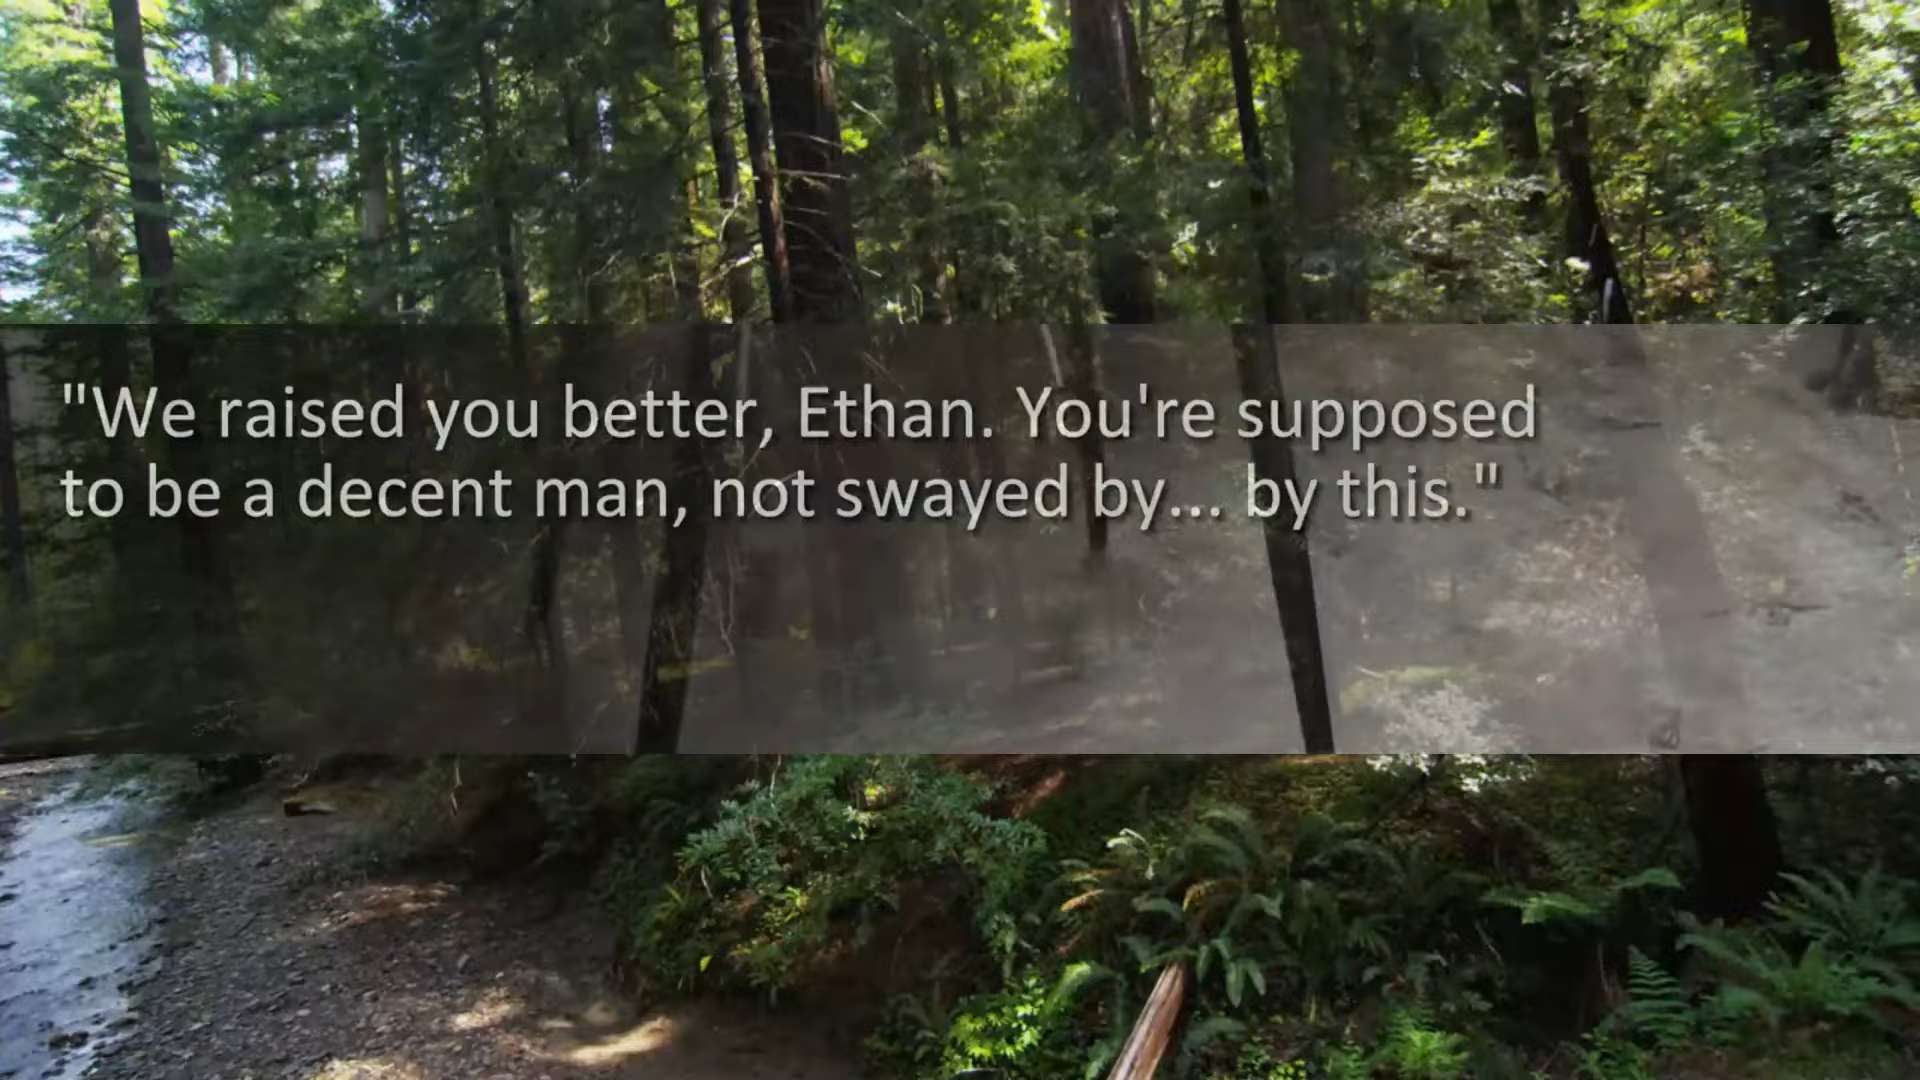 "We raised you better, Ethan. You're supposed
to be a decent man, not swayed by... by this."